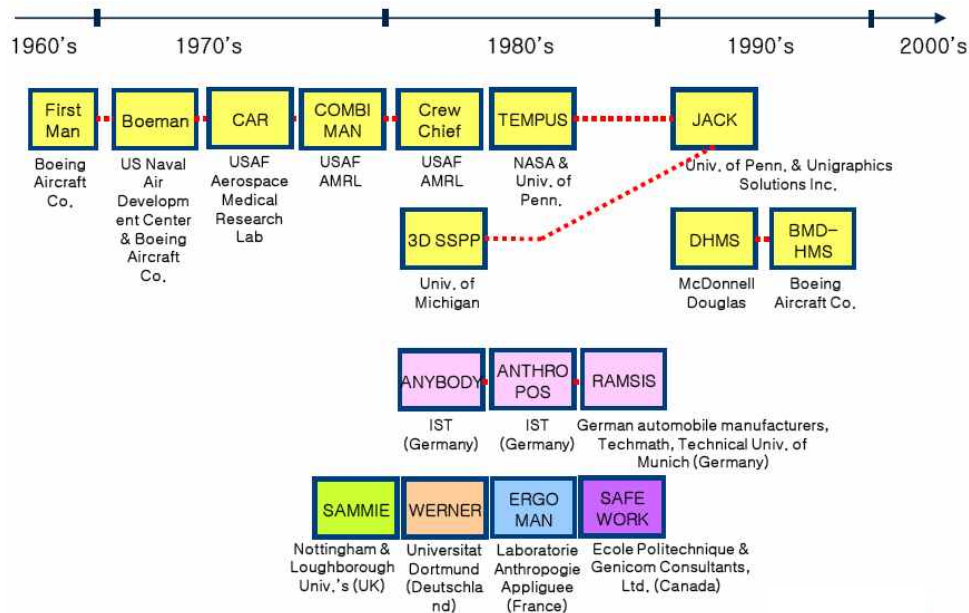 1960's 1970's 1980's 1990's 2000's
First
Man
Boeman
CAR
COMBI
MAN
Crew
Chief
TEMPUS
JACK
Boeing
Aircraft
Co.
US Naval
Air
Develop
ment Center
& Boeing
Aircraft
Co.
USAF
Aerospace
Medical
Research
Lab
USAF
AMRL
USAF
AMRL
NASA &
Univ. of
Penn.
Univ. of Penn. & Unigraphics
Solutions Inc.
3D SSPP
Univ. of
Michigan
DHMS
McDonnell
Douglas
BMD-
HMS
Boeing
Aircraft Co.
ANYBODY
IST
(Germany)
ANTHRO
POS
IST
(Germany)
RAMSIS
German automobile manufacturers,
Techmath, Technical Univ. of
Munich (Germany)
SAMMIE
Nottingham &
Loughborough
Univ.'s (UK)
WERNER
Universitat
Dortmund
(Deutschla
nd)
ERGO
MAN
Laboratorie
Anthropogie
Appliguee
(France)
SAFE
WORK
Ecole Politechnique &
Genicom Consultants,
Ltd. (Canada)